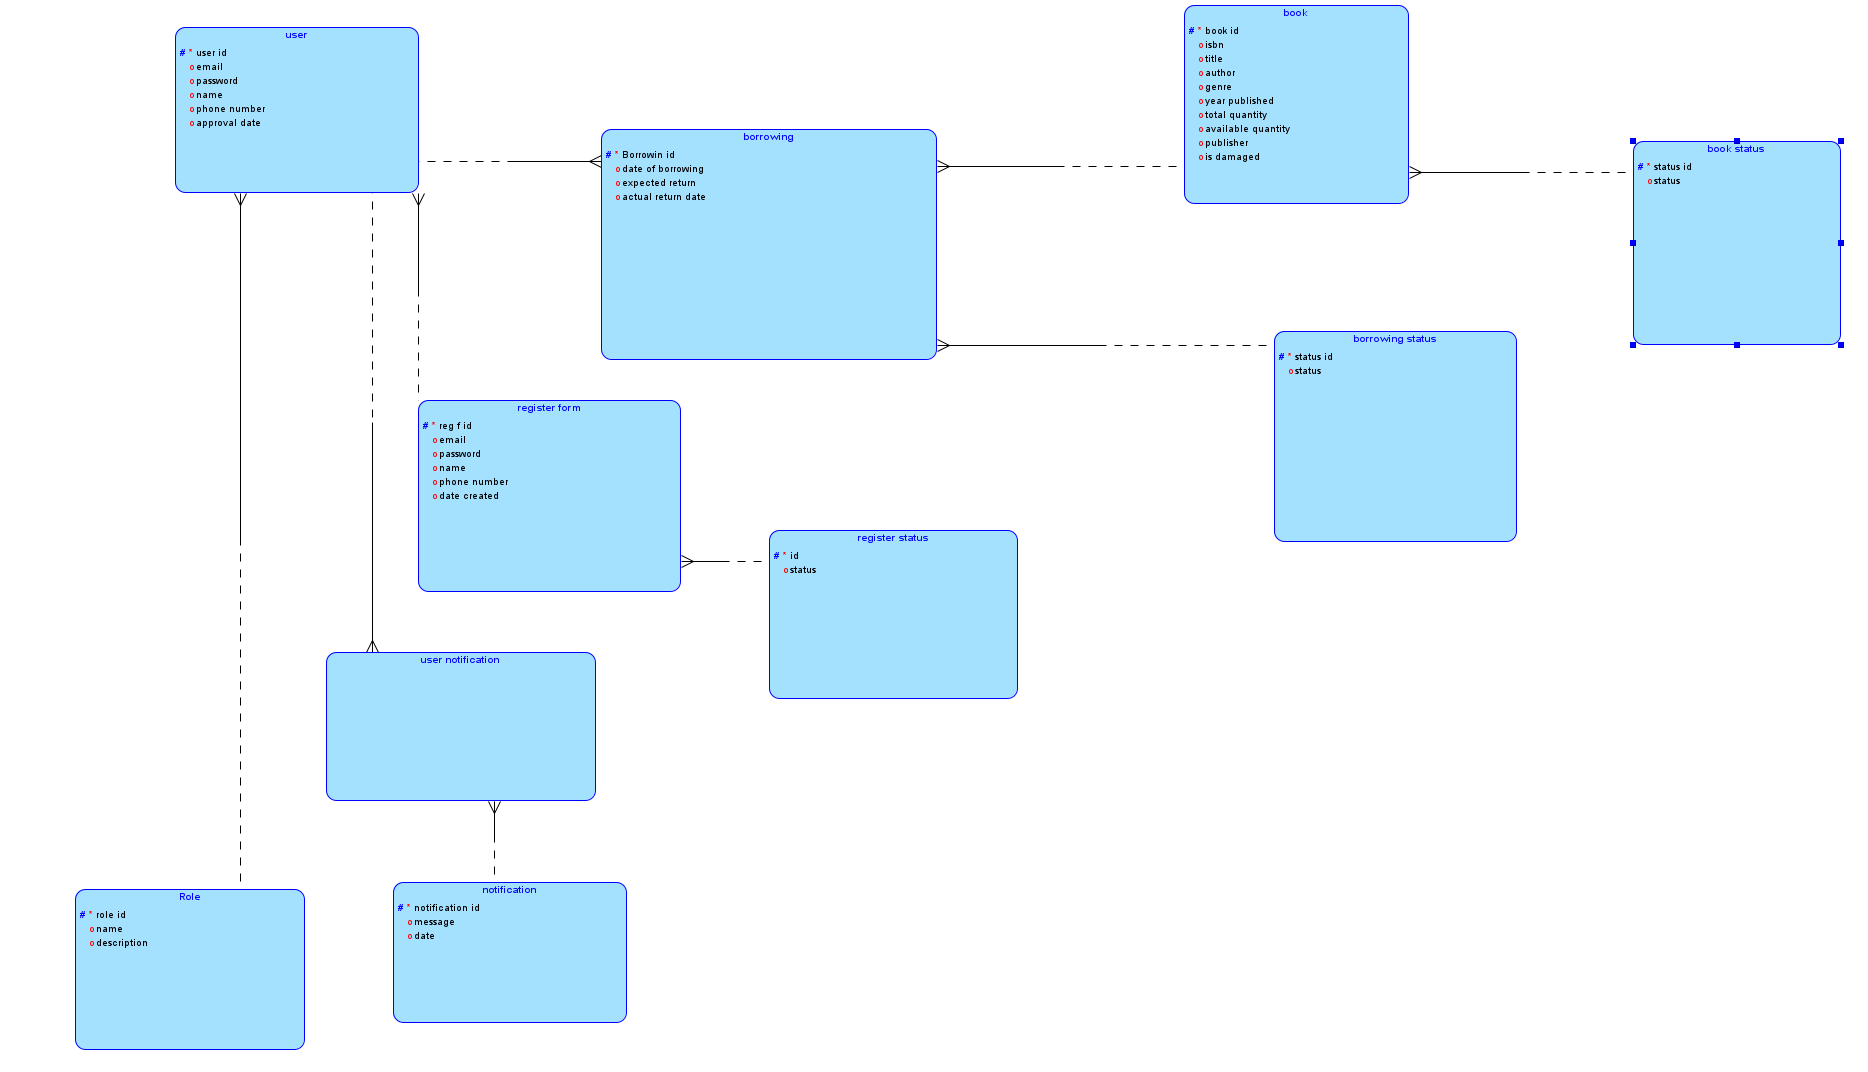 user
# * user id
o email
o password
o name
o phone number
o approval date
borrowing
# * Borrowin id
o date of borrowing
o expected return
o actual return date
book
# * book id
o isbn
o title
o author
o genre
o year published
o total quantity
o available quantity
o publisher
o is damaged
book status
# * status id
o status
borrowing status
# * status id
o status
register form
# * reg f id
o email
o password
o name
o phone number
o date created
register status
# * id
o status
user notification
Role
# * role id
o name
o description
notification
# * notification id
o message
o date